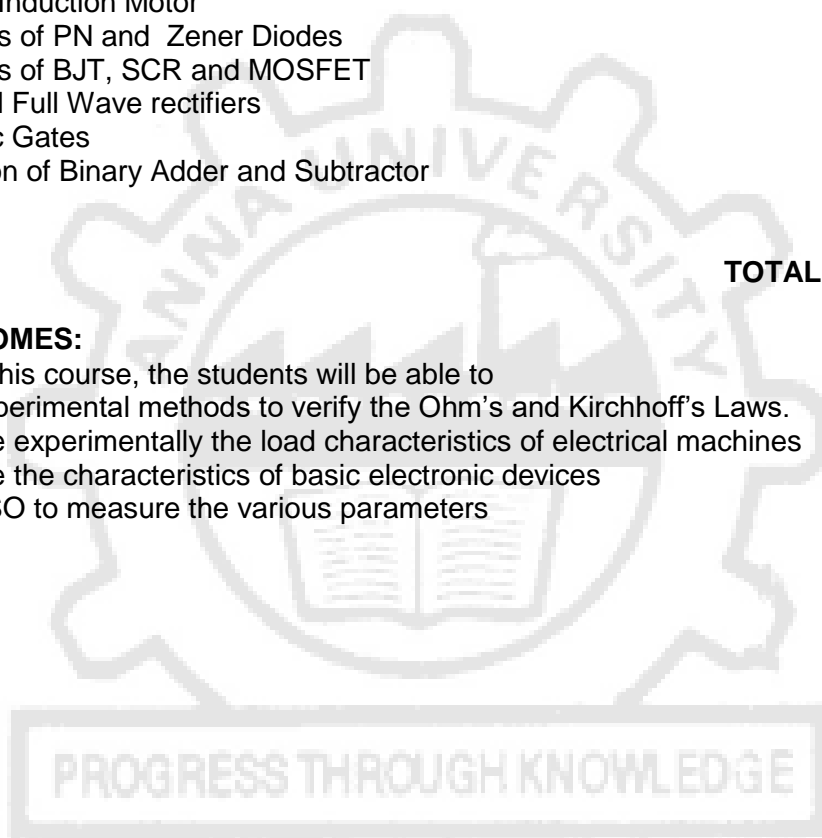 Induction Motor
s of PN and Zener Diodes
s of BJT, SCR and MOSFET
Full Wave rectifiers
c Gates
on of Binary Adder and Subtractor
TOTAL
OMES:
his course, the students will be able to
perimental methods to verify the Ohm's and Kirchhoff's Laws.
e experimentally the load characteristics of electrical machines
e the characteristics of basic electronic devices
SO to measure the various parameters
ANNA UNIVERSITY
PROGRESS THROUGH KNOWLEDGE